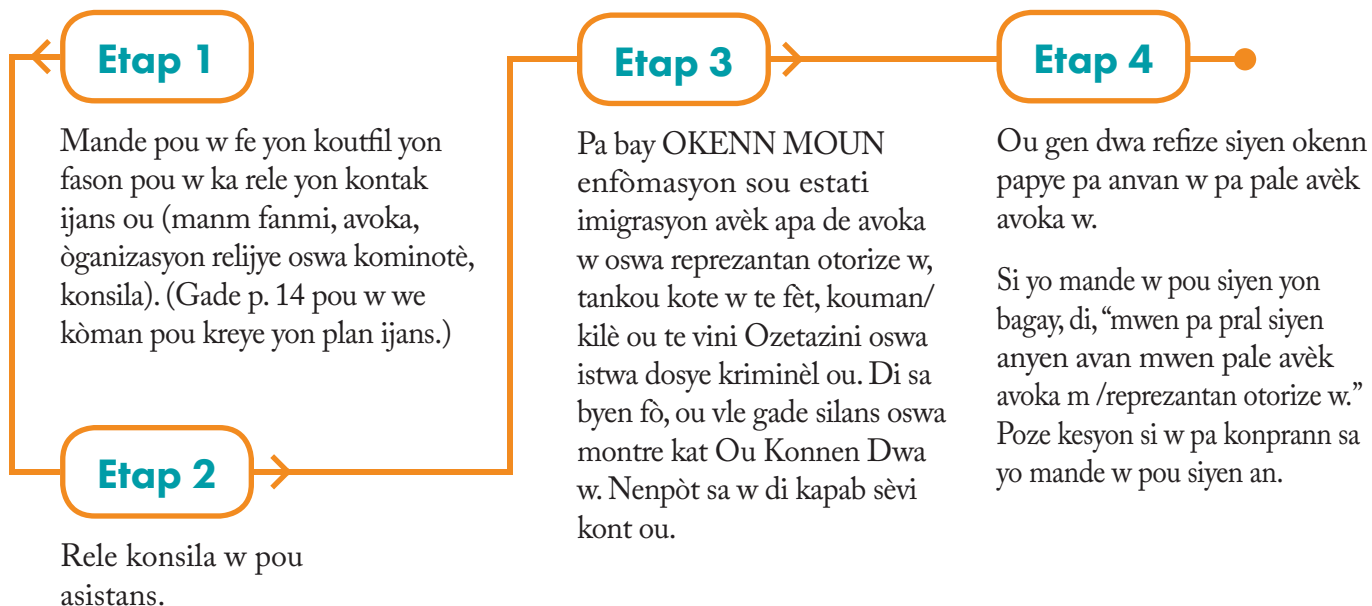 Etap 1
Mande pou w fe yon koutfil yon
fason pou w ka rele yon kontak
ijans ou (manm fanmi, avoka,
òganizasyon relijye oswa kominotè,
konsila). (Gade p. 14 pou w we
kòman pou kreye yon plan ijans.)
Etap 2
Rele konsila w pou
asistans.
Etap 3
Pa bay OKENN MOUN
enfòmasyon sou estati
imigrasyon avèk apa de avoka
w oswa reprezantan otorize w,
tankou kote w te fèt, kouman/
kilè ou te vini Ozetazini oswa
istwa dosye kriminèl ou. Di sa
byen fò, ou vle gade silans oswa
montre kat Ou Konnen Dwa
w. Nenpòt sa w di kapab sèvi
kont ou.
Etap 4
Ou gen dwa refize siyen okenn
papye pa anvan w pa pale avèk
avoka w.
Si yo mande w pou siyen yon
bagay, di, “mwen pa pral siyen
anyen avan mwen pale avèk
avoka m /reprezantan otorize w.”
Poze kesyon si w pa konprann sa
yo mande w pou siyen an.